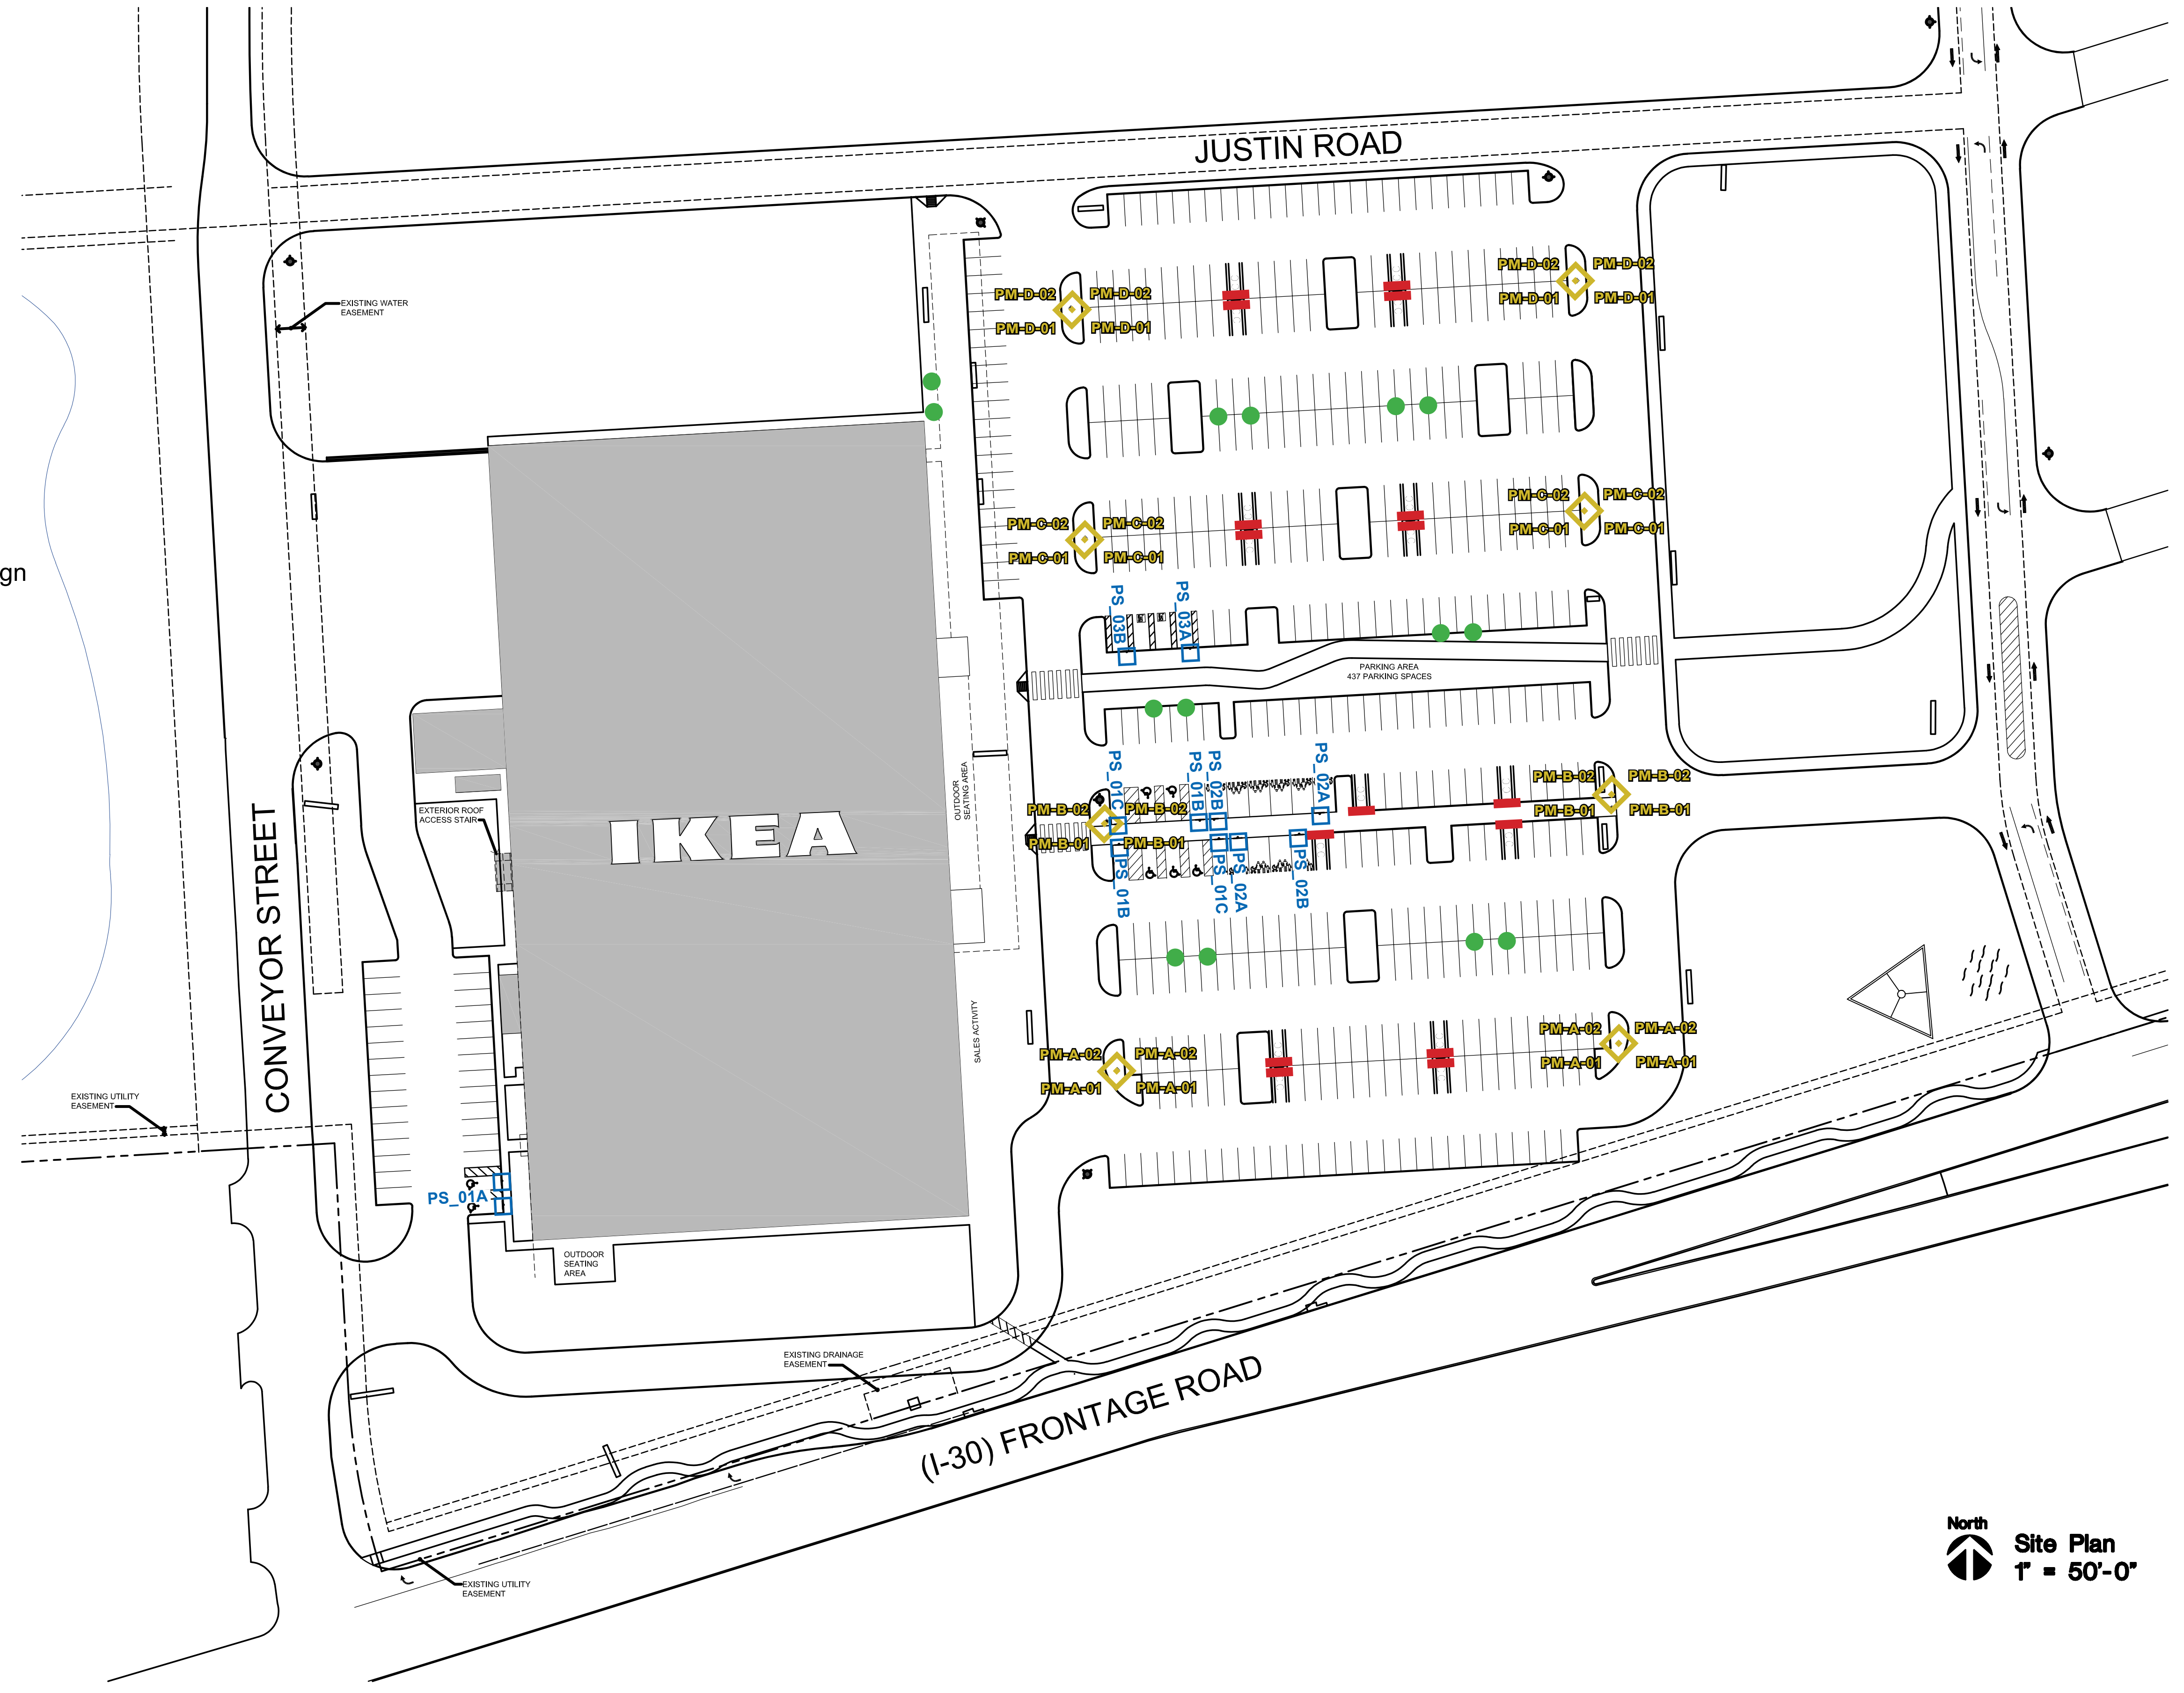 JUSTIN ROAD
PM-D-02 PM-D-02
PM-D-01 PM-D-01
PM-D-02 PM-D-02
PM-D-01 PM-D-01
EXISTING WATER
EASEMENT
PM-C-02 PM-C-02
PM-C-01 PM-C-01
PM-C-02 PM-C-02
PM-C-01 PM-C-01
gn
PS_03B
PS_03A
PARKING AREA
437 PARKING SPACES
PS_01C
PS_01B
PS_02B
PS_02A
PM-B-02 PM-B-02
PM-B-01 PM-B-01
PM-B-02 PM-B-02
PM-B-01 PM-B-01
PS_01B
PS_01C
PS_02A
PS_02B
OUTDOOR
SEATING AREA
EXTERIOR ROOF
ACCESS STAIR
IKEA
CONVEYOR STREET
SALES ACTIVITY
PM-A-02 PM-A-02
PM-A-01 PM-A-01
PM-A-02 PM-A-02
PM-A-01 PM-A-01
EXISTING UTILITY
EASEMENT
PS_01A
OUTDOOR
SEATING
AREA
EXISTING DRAINAGE
EASEMENT
(I-30) FRONTAGE ROAD
EXISTING UTILITY
EASEMENT
North
Site Plan
1" = 50'-0"